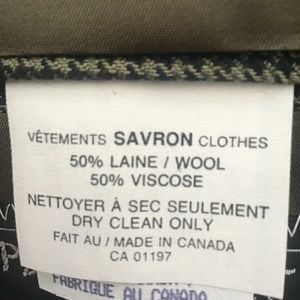 VÊTEMENTS SAVRON CLOTHES
50% LAINE / WOOL
50% VISCOSE
NETTOYER À SEC SEULEMENT
DRY CLEAN ONLY
FAIT AU / MADE IN CANADA
CA 01197
FABRIQUE AU CANADA